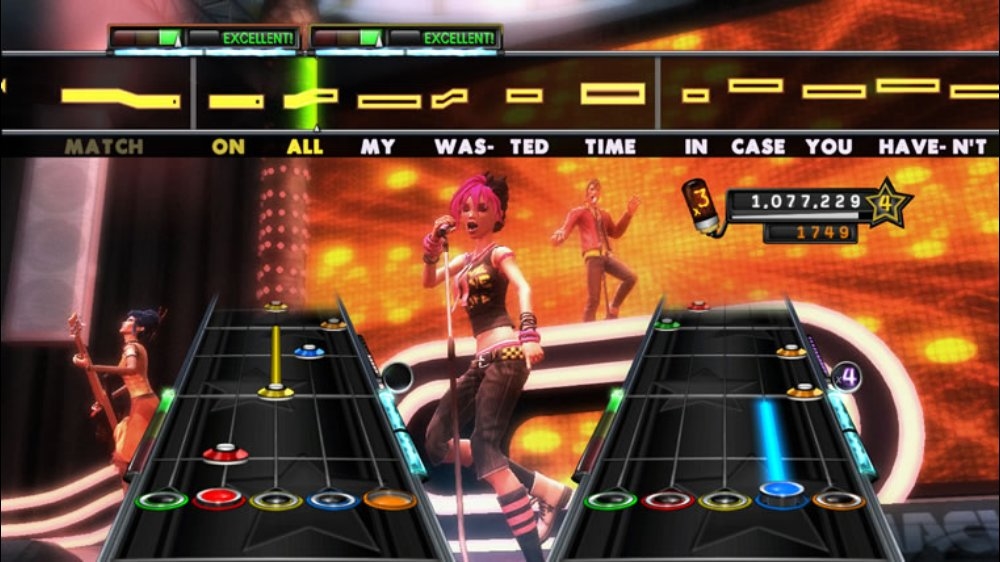 EXCELLENT! EXCELLENT!
MATCH ON ALL MY WAS- TED TIME IN CASE YOU HAVE- N'T
x3 1,077,229 4
1749
x4